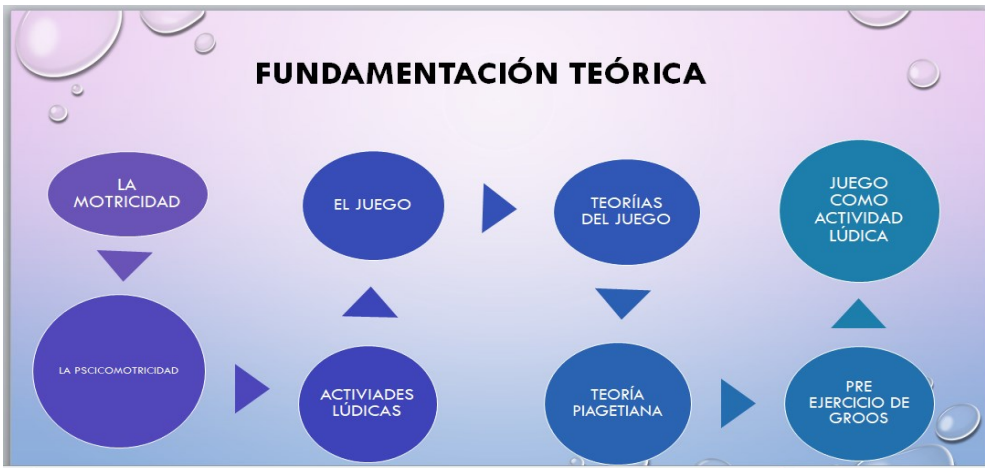 FUNDAMENTACIÓN TEÓRICA
LA
MOTRICIDAD
LA PSCICOMOTRICIDAD
ACTIVIADES
LÚDICAS
EL JUEGO
TEORÍIAS
DEL JUEGO
TEORÍA
PIAGETIANA
PRE
EJERCICIO DE
GROOS
JUEGO
COMO
ACTIVIDAD
LÚDICA